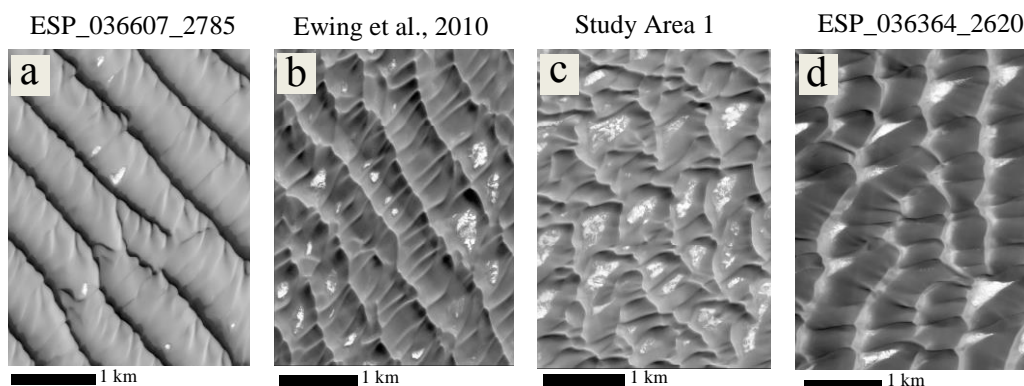 ESP_036607_2785
Ewing et al., 2010
Study Area 1
ESP_036364_2620
a
b
c
d
1 km
1 km
1 km
1 km